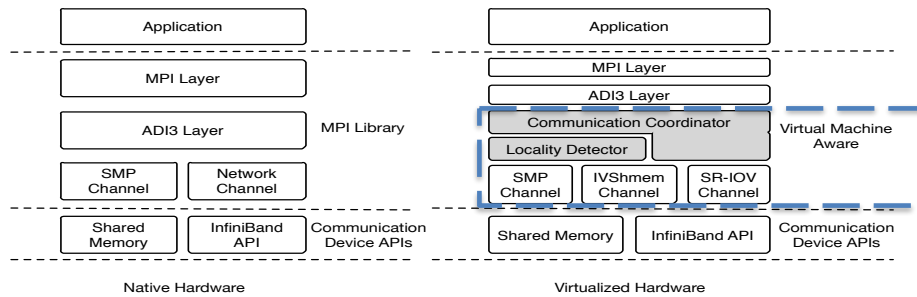 Application
MPI Layer
ADI3 Layer
MPI Library
SMP
Channel
Network
Channel
Shared
Memory
InfiniBand
API
Communication
Device APIs
Native Hardware
Application
MPI Layer
ADI3 Layer
Communication Coordinator
Locality Detector
Virtual Machine
Aware
SMP
Channel
IVShmem
Channel
SR-IOV
Channel
Shared Memory
InfiniBand API
Communication
Device APIs
Virtualized Hardware